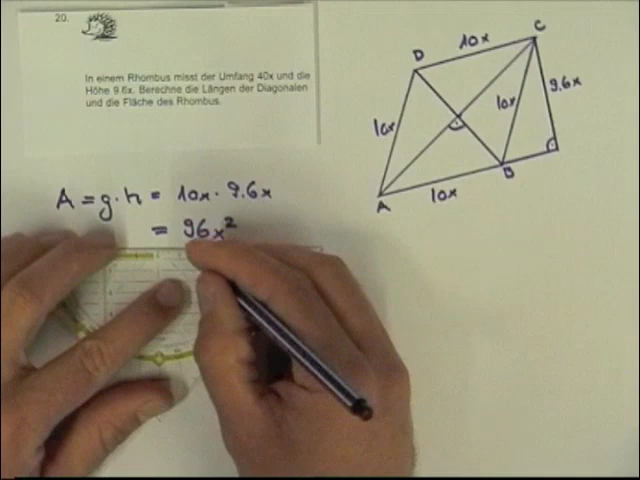 20.
In einem Rhombus misst der Umfang 40x und die
Höhe 9.6x. Berechne die Längen der Diagonalen
und die Fläche des Rhombus.
A = g·h = 10x · 9.6x
= 96x²
D
10x
C
10x
10x
9.6x
A
10x
B